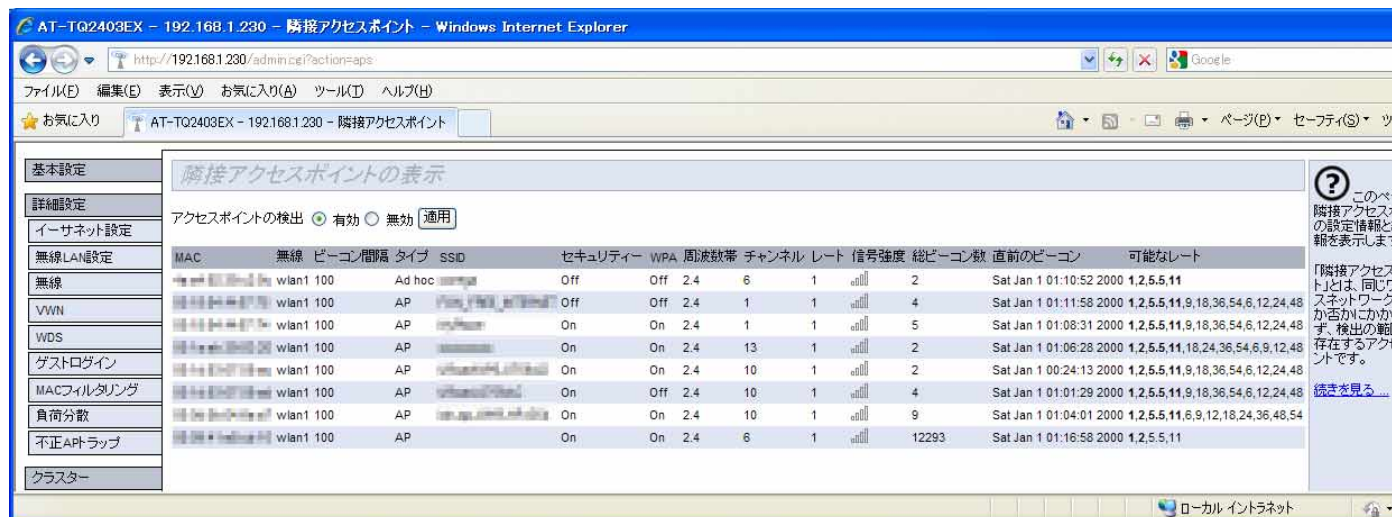 AT-TQ2403EX - 192.168.1.230 - 隣接アクセスポイント - Windows Internet Explorer
http://192.168.1.230/admin.cgi?action=aps
Google
ファイル(F) 編集(E) 表示(V) お気に入り(A) ツール(T) ヘルプ(H)
お気に入り AT-TQ2403EX - 192.168.1.230 - 隣接アクセスポイント ページ(P) セーフティ(S)
基本設定
詳細設定
イーサネット設定
無線LAN設定
無線
VWN
WDS
ゲストログイン
MACフィルタリング
負荷分散
不正APトラップ
クラスター
隣接アクセスポイントの表示
アクセスポイントの検出 有効 無効 適用
MAC 無線 ビーコン間隔 タイプ SSID セキュリティー WPA 周波数帯 チャンネル レート 信号強度 総ビーコン数 直前のビーコン 可能なレート
wlan1 100 Ad hoc Off Off 2.4 6 1 2 Sat Jan 1 01:10:52 2000 1,2,5.5,11
wlan1 100 AP Off Off 2.4 1 1 4 Sat Jan 1 01:11:58 2000 1,2,5.5,11,9,18,36,54,6,12,24,48
wlan1 100 AP On On 2.4 1 1 5 Sat Jan 1 01:08:31 2000 1,2,5.5,11,9,18,36,54,6,12,24,48
wlan1 100 AP On On 2.4 13 1 2 Sat Jan 1 01:06:28 2000 1,2,5.5,11,18,24,36,54,6,9,12,48
wlan1 100 AP On On 2.4 10 1 2 Sat Jan 1 00:24:13 2000 1,2,5.5,11,9,18,36,54,6,12,24,48
wlan1 100 AP On Off 2.4 10 1 4 Sat Jan 1 01:01:29 2000 1,2,5.5,11,9,18,36,54,6,12,24,48
wlan1 100 AP On On 2.4 10 1 9 Sat Jan 1 01:04:01 2000 1,2,5.5,11,6,9,12,18,24,36,48,54
wlan1 100 AP On On 2.4 6 1 12293 Sat Jan 1 01:16:58 2000 1,2,5.5,11
このペ
隣接アクセス
の設定情報と
報を表示しま
「隣接アクセス
ト」とは、同じワ
スネットワーク
か否かにかか
ず、検出の範
存在するアクセ
ントです。
続きを見る ...
ローカル イントラネット